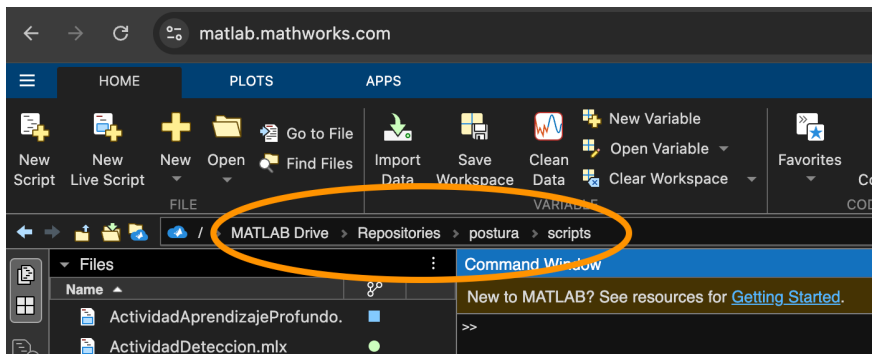 matlab.mathworks.com
HOME PLOTS APPS
New Script
New Live Script
New
Open
Go to File
Find Files
Import Data
Save Workspace
Clean Data
New Variable
Open Variable
Clear Workspace
Favorites
FILE
VARIABLE
/ MATLAB Drive > Repositories > postura > scripts
Files
Name
ActividadAprendizajeProfundo.
ActividadDeteccion.mlx
Command Window
New to MATLAB? See resources for Getting Started.
>>